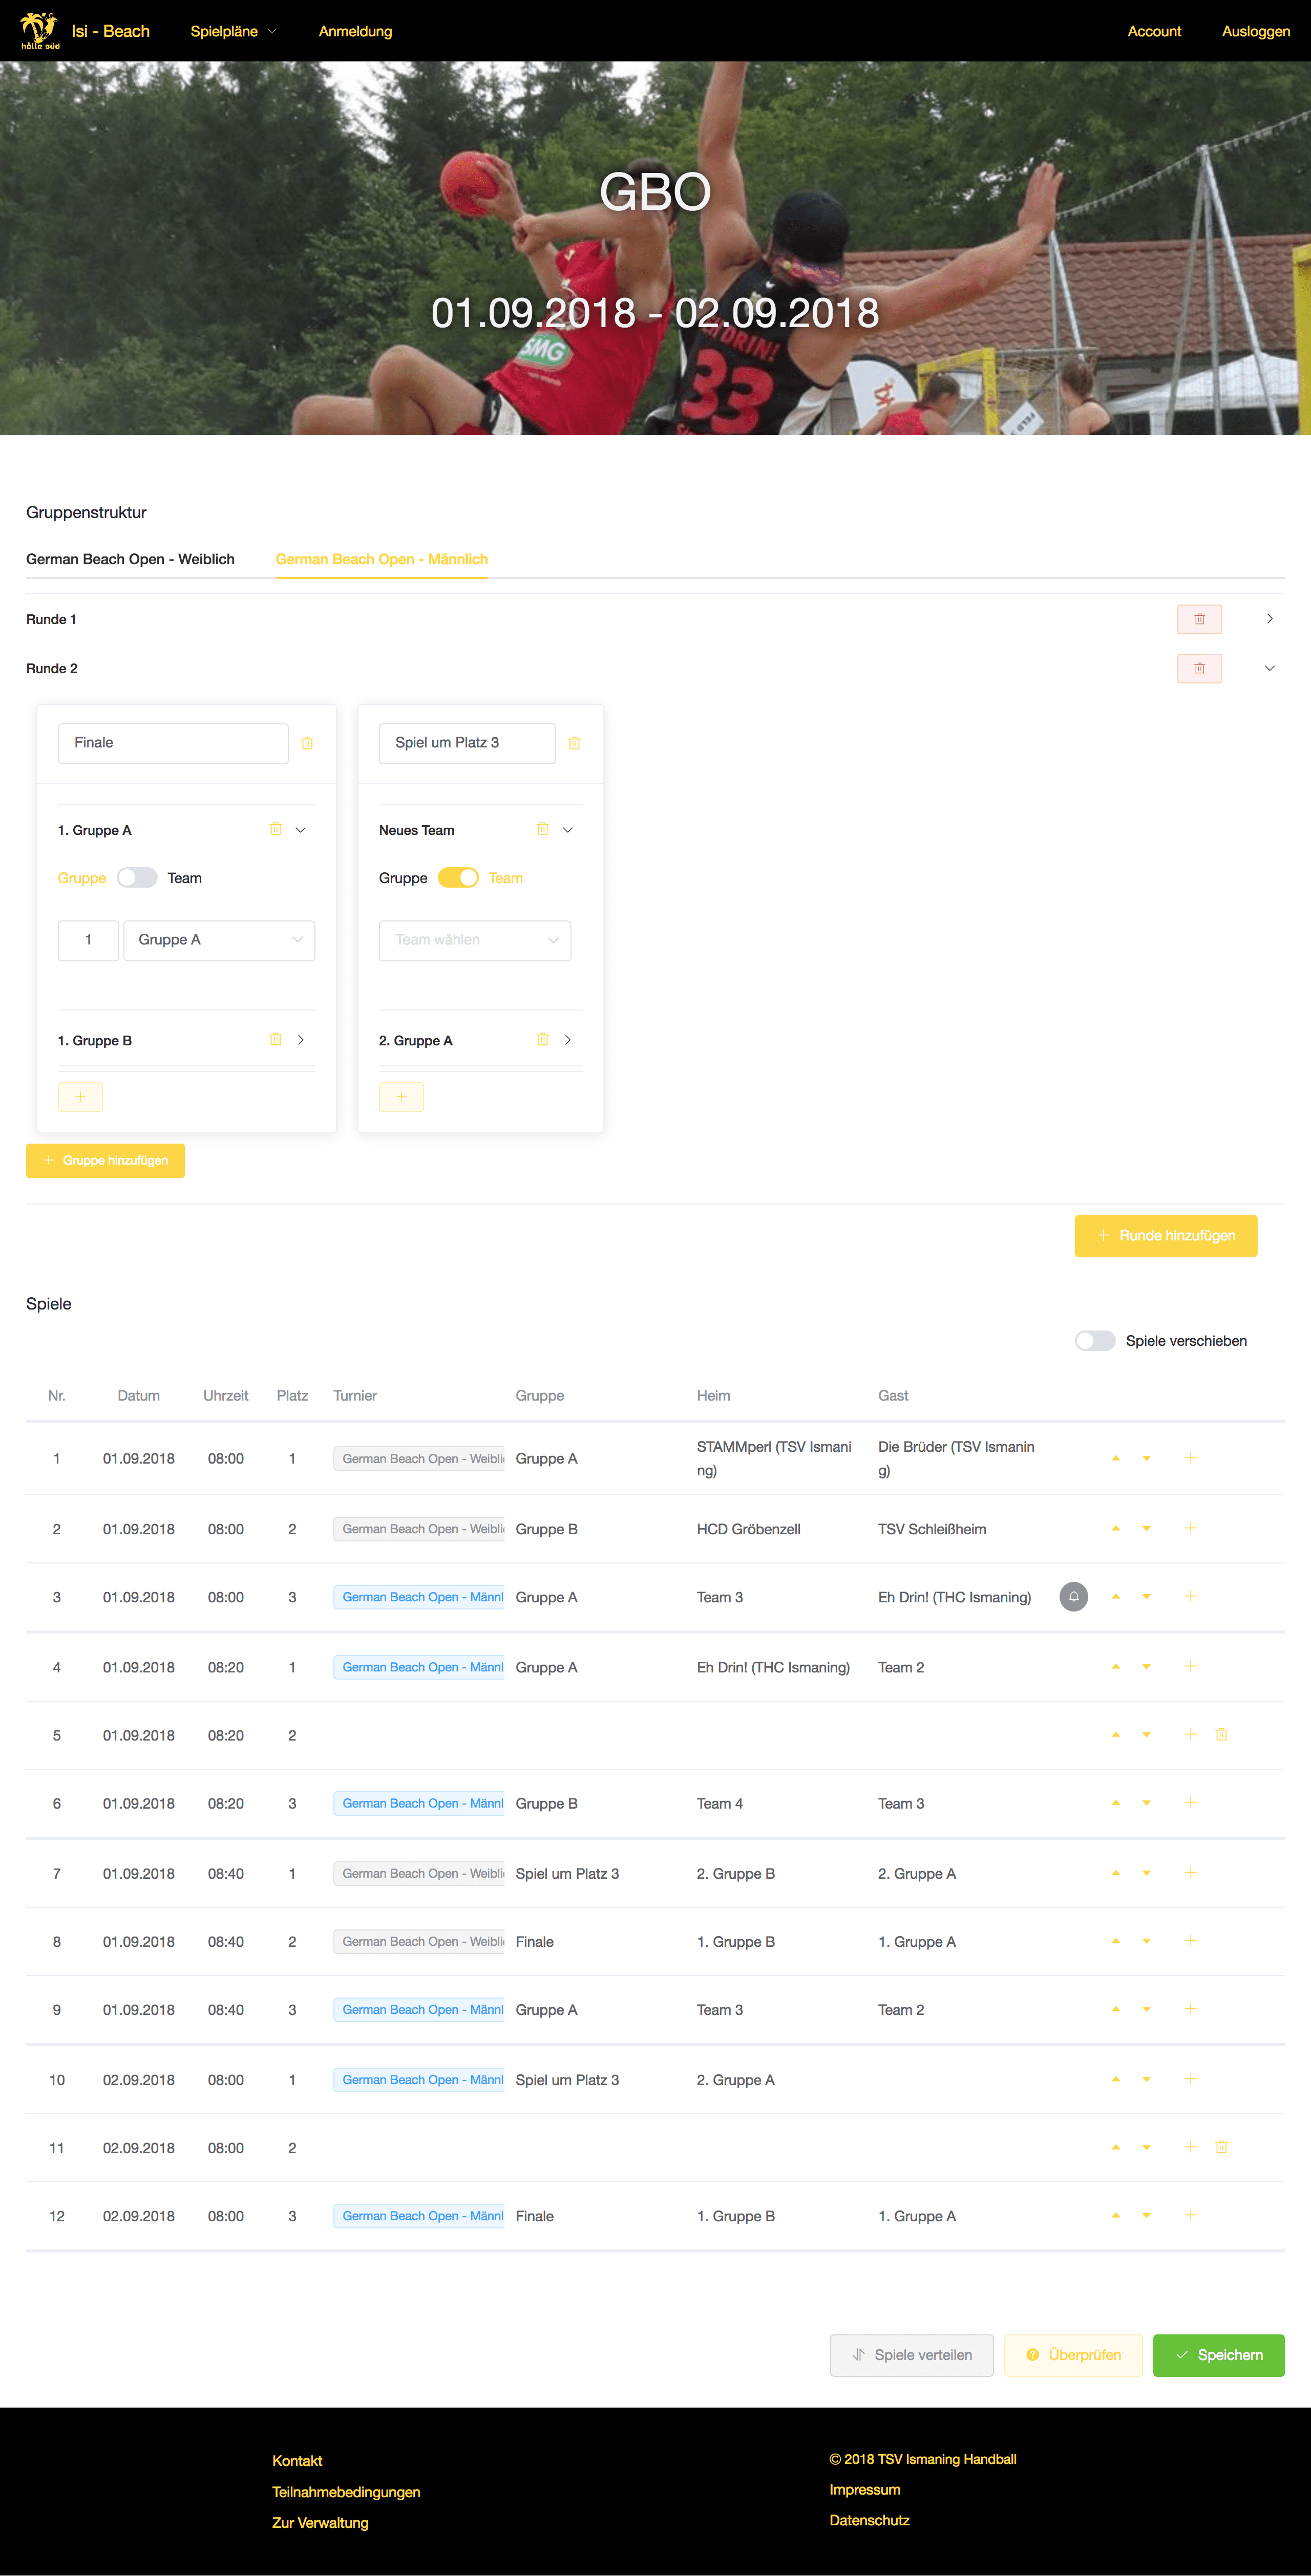 hölle süd
Isi - Beach Spielpläne Anmeldung Account Ausloggen
GBO
01.09.2018 - 02.09.2018
SMG
EH DRIN!
33
FELD
Gruppenstruktur
German Beach Open - Weiblich German Beach Open - Männlich
Runde 1
Runde 2
Finale Spiel um Platz 3
1. Gruppe A Neues Team
Gruppe Team Gruppe Team
1 Gruppe A Team wählen
1. Gruppe B 2. Gruppe A
Gruppe hinzufügen
Runde hinzufügen
Spiele
Spiele verschieben
Nr. Datum Uhrzeit Platz Turnier Gruppe Heim Gast
1 01.09.2018 08:00 1 German Beach Open - Weibli Gruppe A STAMMperl (TSV Ismani Die Brüder (TSV Ismanin
ng) g)
2 01.09.2018 08:00 2 German Beach Open - Weibli Gruppe B HCD Gröbenzell TSV Schleißheim
3 01.09.2018 08:00 3 German Beach Open - Männl Gruppe A Team 3 Eh Drin! (THC Ismaning)
4 01.09.2018 08:20 1 German Beach Open - Männl Gruppe A Eh Drin! (THC Ismaning) Team 2
5 01.09.2018 08:20 2
6 01.09.2018 08:20 3 German Beach Open - Männl Gruppe B Team 4 Team 3
7 01.09.2018 08:40 1 German Beach Open - Weibli Spiel um Platz 3 2. Gruppe B 2. Gruppe A
8 01.09.2018 08:40 2 German Beach Open - Weibli Finale 1. Gruppe B 1. Gruppe A
9 01.09.2018 08:40 3 German Beach Open - Männl Gruppe A Team 3 Team 2
10 02.09.2018 08:00 1 German Beach Open - Männl Spiel um Platz 3 2. Gruppe A
11 02.09.2018 08:00 2
12 02.09.2018 08:00 3 German Beach Open - Männl Finale 1. Gruppe B 1. Gruppe A
Spiele verteilen Überprüfen Speichern
Kontakt © 2018 TSV Ismaning Handball
Teilnahmebedingungen Impressum
Zur Verwaltung Datenschutz